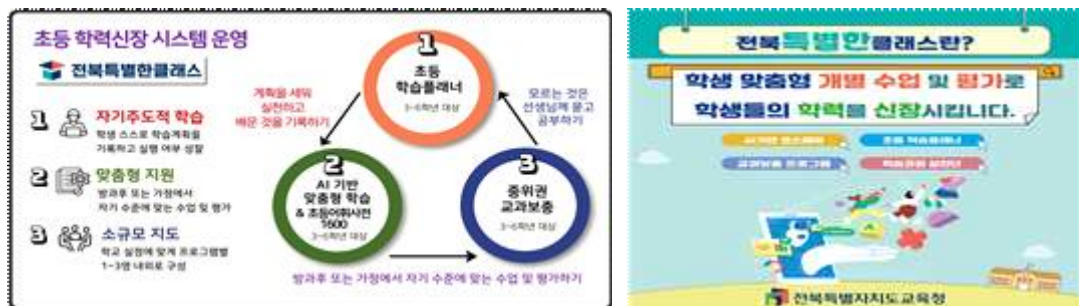 초등 학력신장 시스템 운영
전북특별한클래스
1 자기주도적 학습
학생 스스로 학습계획을
기록하고 실행 여부 성찰
2 맞춤형 지원
방과후 또는 가정에서
자기 수준에 맞는 수업 및 평가
3 소규모 지도
학교 실정에 맞게 프로그램별
1~3명 내외로 구성
1
초등
학습플래너
3~6학년 대상
계획을 세워
실천하고
배운 것을 기록하기
모르는 것은
선생님께 묻고
공부하기
2
AI 기반
맞춤형 학습
& 초등어휘사전
1600
3~6학년 대상
3
중위권
교과보충
3~6학년 대상
방과후 또는 가정에서 자기 수준에 맞는 수업 및 평가하기
전북특별한클래스란?
학생 맞춤형 개별 수업 및 평가로
학생들의 학력을 신장시킵니다.
초등 학습플래너
교과보충 프로그램
전북특별자치도교육청